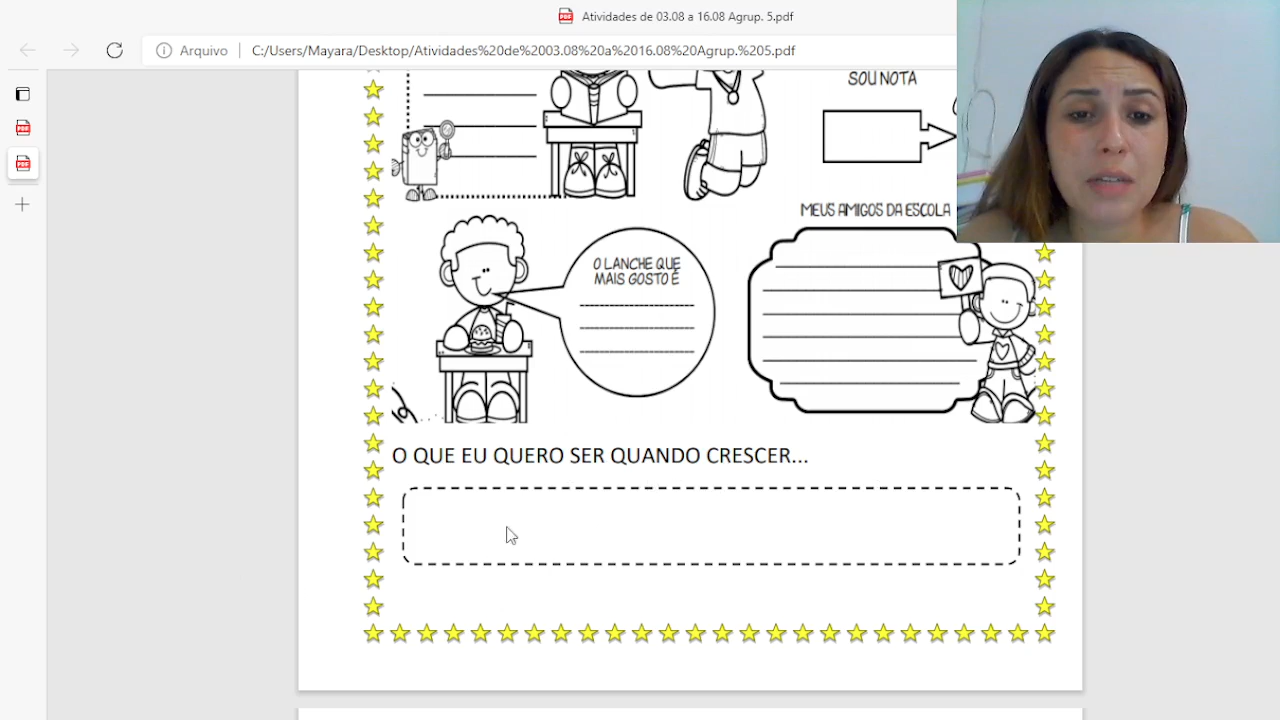 Atividades de 03.08 a 16.08 Agrup. 5.pdf
Arquivo
C:/Users/Mayara/Desktop/Atividades%20de%2003.08%20a%2016.08%20Agrup.%205.pdf
SOU NOTA
MEUS AMIGOS DA ESCOLA
O LANCHE QUE
MAIS GOSTO É
O QUE EU QUERO SER QUANDO CRESCER...